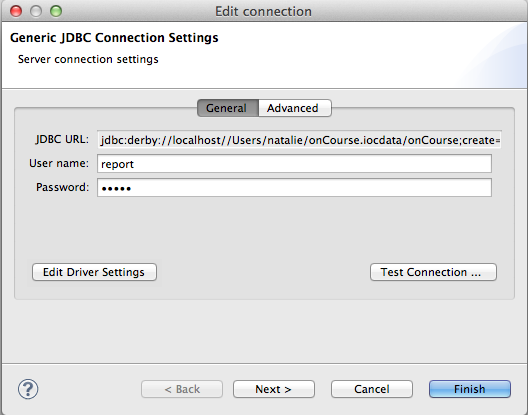 Edit connection
Generic JDBC Connection Settings
Server connection settings
General Advanced
JDBC URL: jdbc:derby://localhost//Users/natalie/onCourse.iocdata/onCourse;create=
User name: report
Password: •••••
Edit Driver Settings Test Connection ...
? < Back Next > Cancel Finish